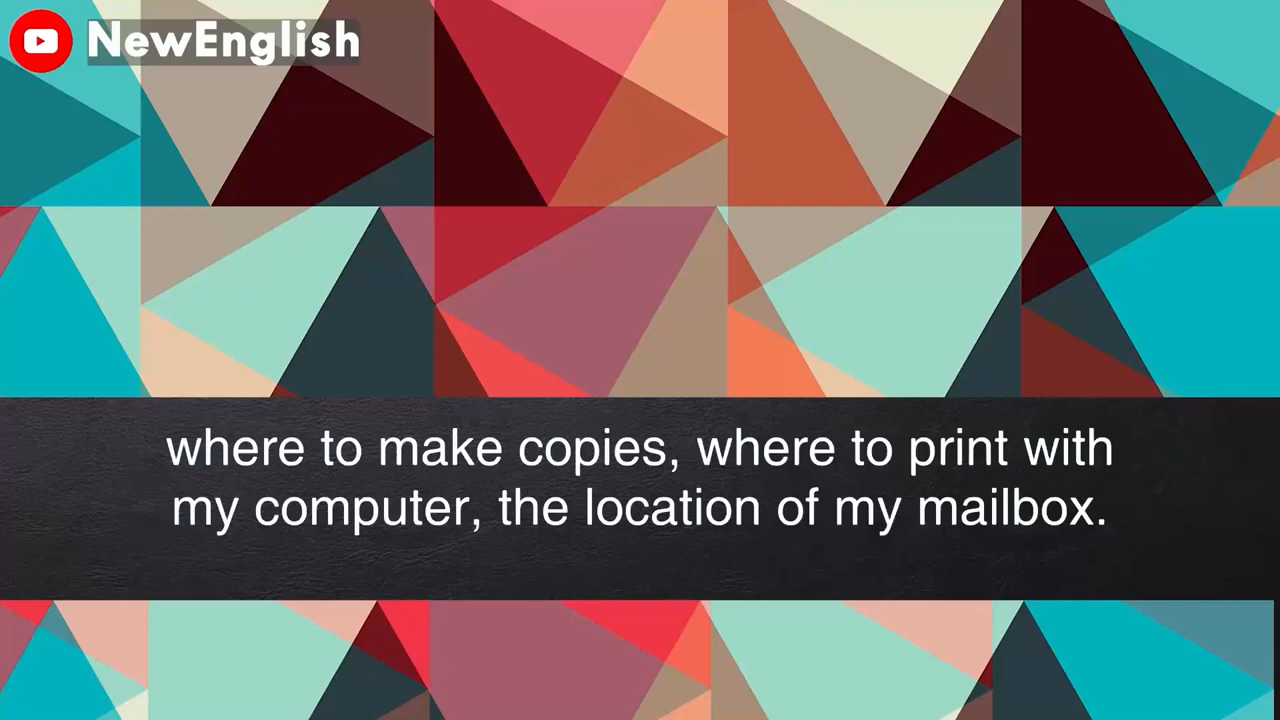 NewEnglish
where to make copies, where to print with
my computer, the location of my mailbox.